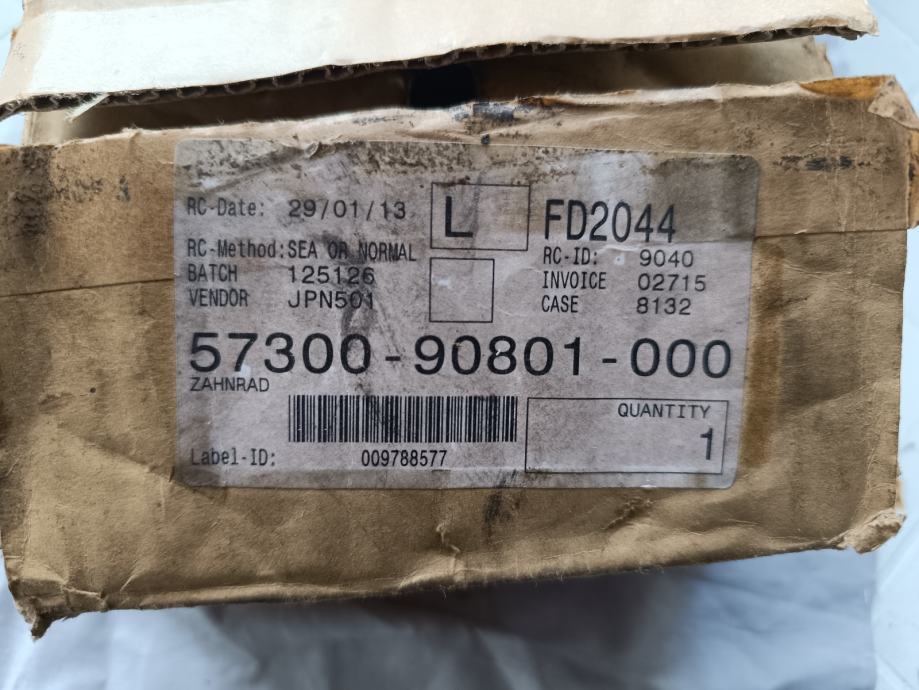 RC-Date: 29/01/13 L FD2044
RC-Method:SEA OR NORMAL RC-ID: 9040
BATCH 125126 INVOICE 02715
VENDOR JPN501 CASE 8132
57300-90801-000
ZAHNRAD
QUANTITY
1
Label-ID: 009788577